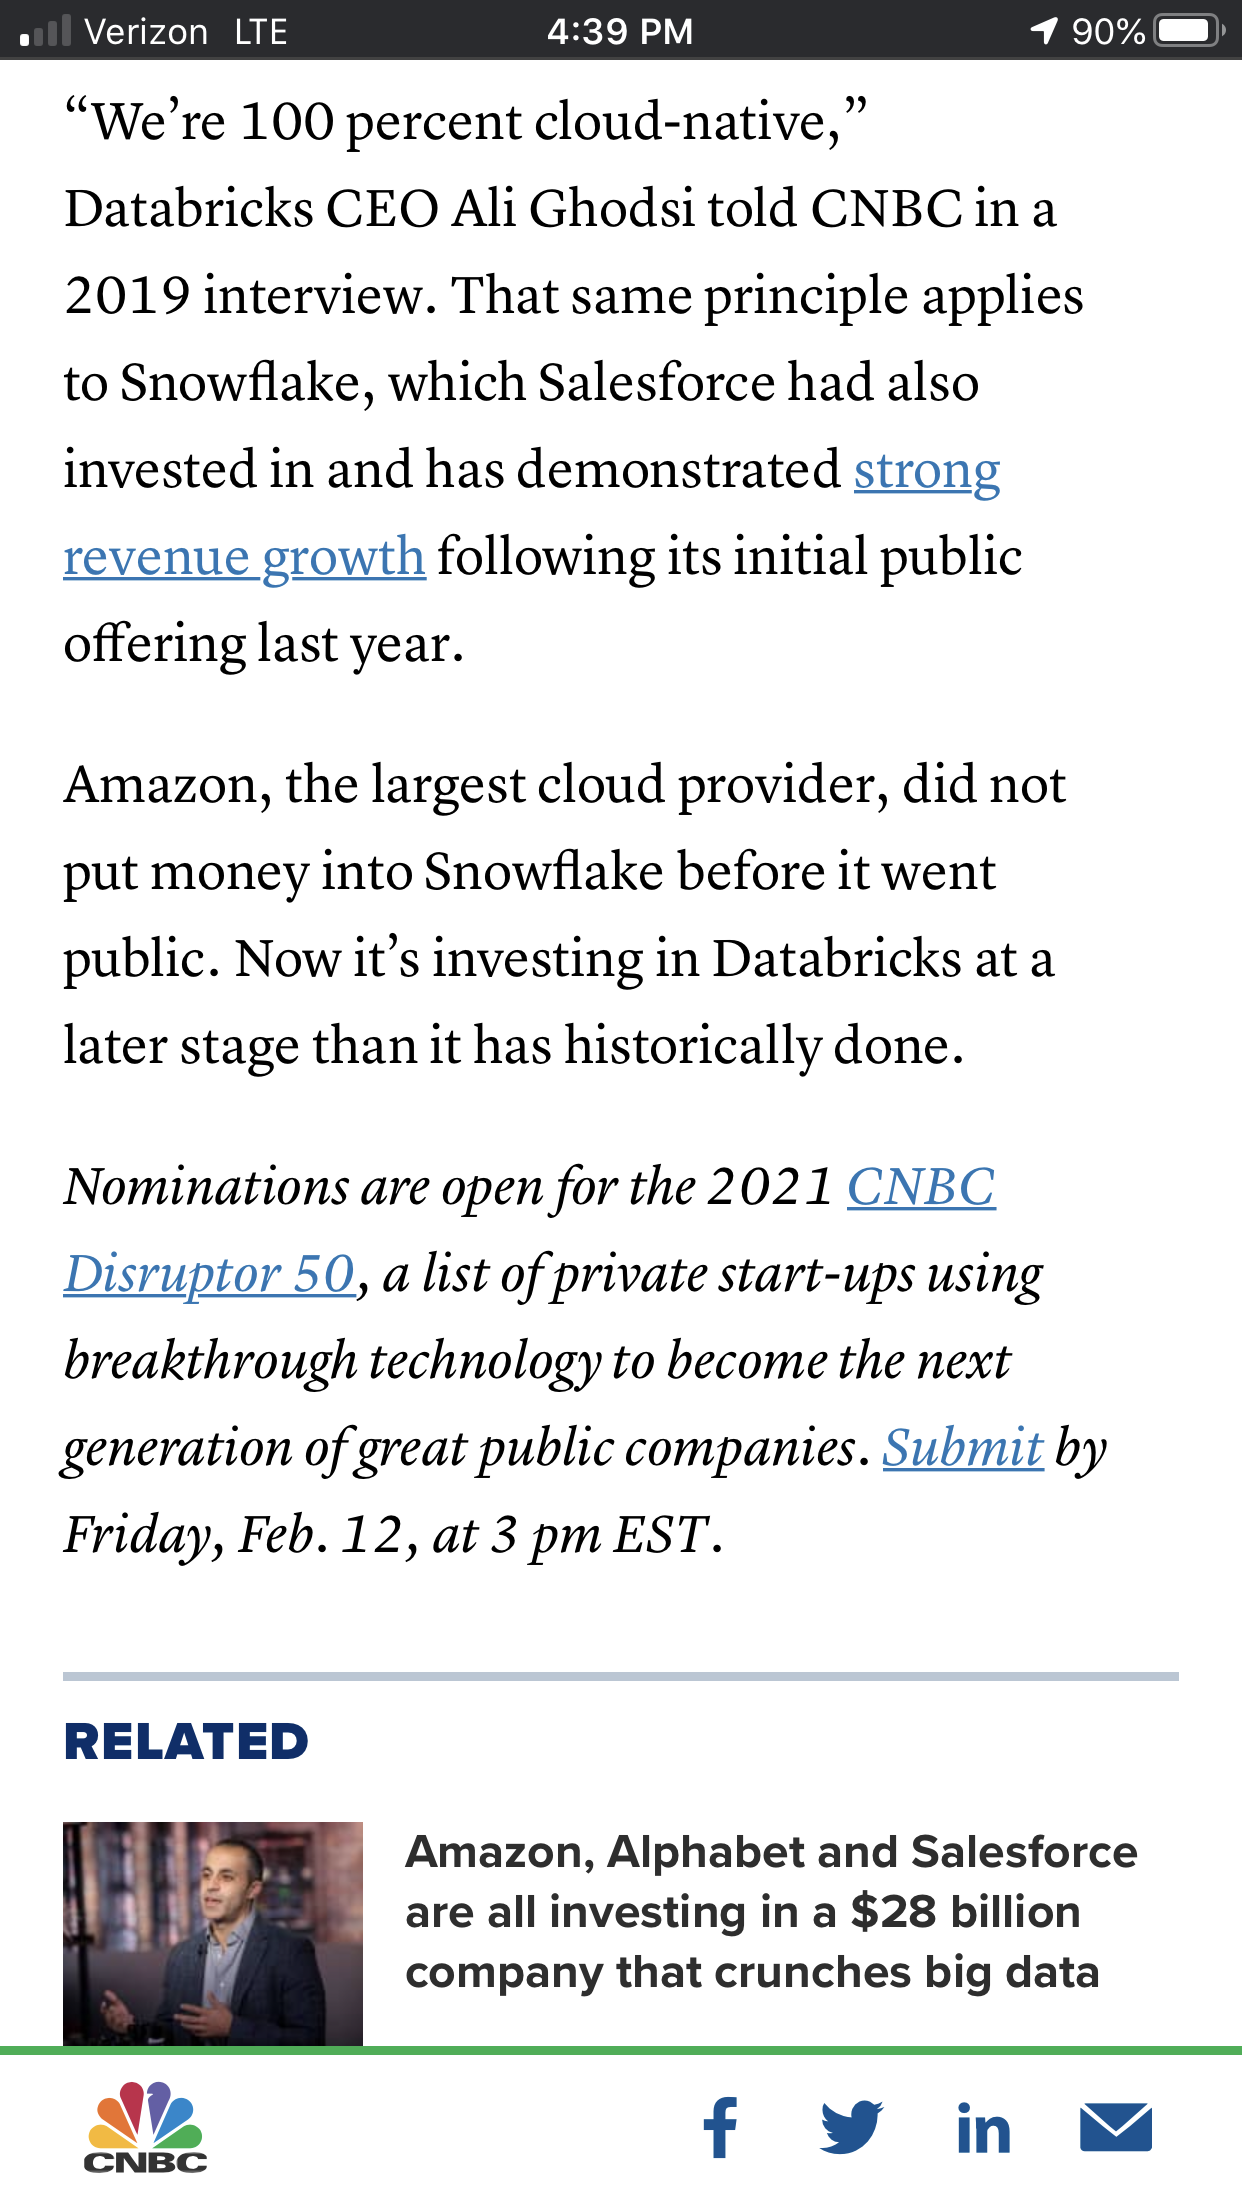 Verizon LTE 4:39 PM 90%
“We’re 100 percent cloud-native,”
Databricks CEO Ali Ghodsi told CNBC in a
2019 interview. That same principle applies
to Snowflake, which Salesforce had also
invested in and has demonstrated strong
revenue growth following its initial public
offering last year.
Amazon, the largest cloud provider, did not
put money into Snowflake before it went
public. Now it’s investing in Databricks at a
later stage than it has historically done.
Nominations are open for the 2021 CNBC
Disruptor 50, a list of private start-ups using
breakthrough technology to become the next
generation of great public companies. Submit by
Friday, Feb. 12, at 3 pm EST.
RELATED
Amazon, Alphabet and Salesforce
are all investing in a $28 billion
company that crunches big data
CNBC